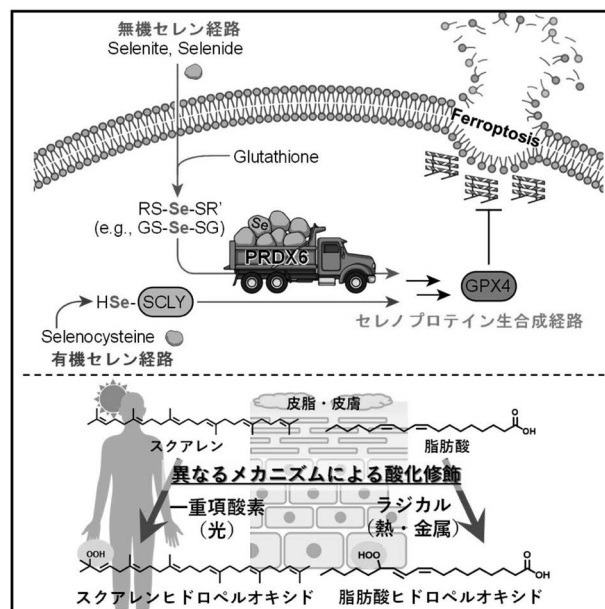 無機セレン経路
Selenite, Selenide
Ferroptosis
Glutathione
RS-Se-SR'
(e.g., GS-Se-SG)
Se
PRDX6
GPX4
HSe-SCLY
セレノプロテイン生合成経路
Selenocysteine
有機セレン経路
皮脂・皮膚
スクアレン
脂肪酸
O
OH
異なるメカニズムによる酸化修飾
一重項酸素
(光)
ラジカル
(熱・金属)
OOH
HOO
O
OH
スクアレンヒドロペルオキシド
脂肪酸ヒドロペルオキシド